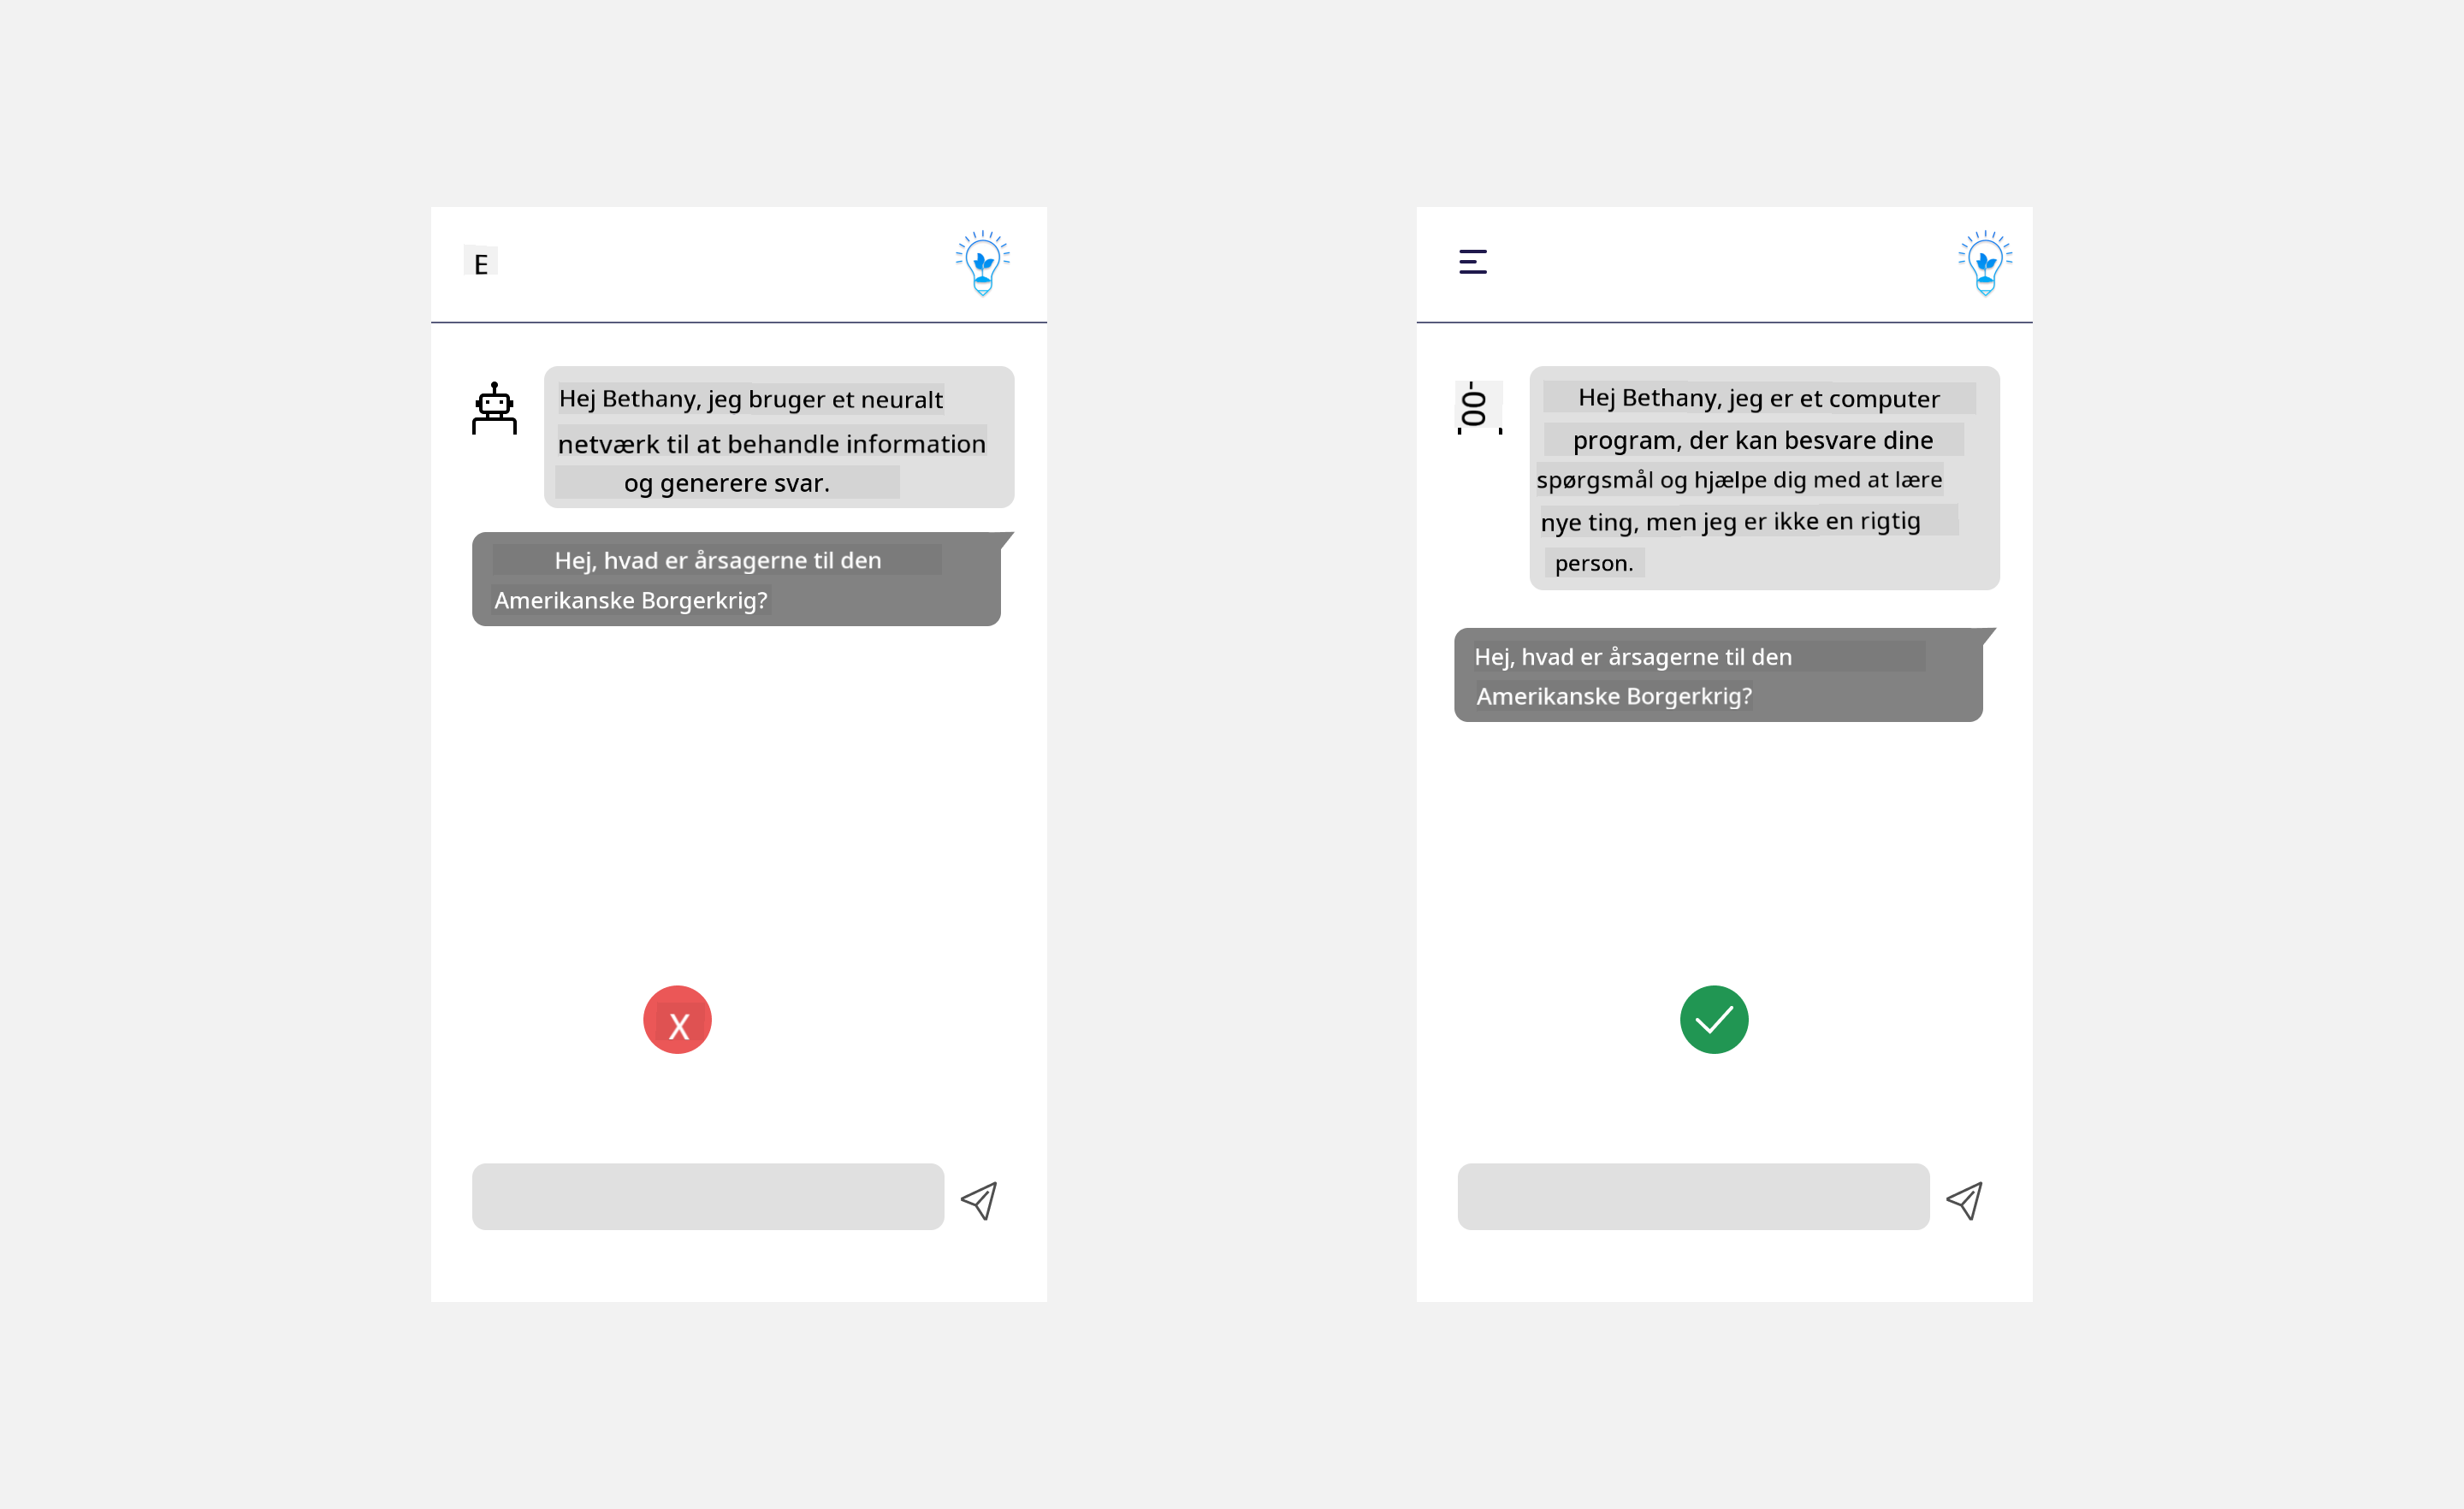 E
Hej Bethany, jeg bruger et neuralt
netværk til at behandle information
og generere svar.
Hej, hvad er årsagerne til den
Amerikanske Borgerkrig?
X
00-
Hej Bethany, jeg er et computer
program, der kan besvare dine
spørgsmål og hjælpe dig med at lære
nye ting, men jeg er ikke en rigtig
person.
Hej, hvad er årsagerne til den
Amerikanske Borgerkrig?